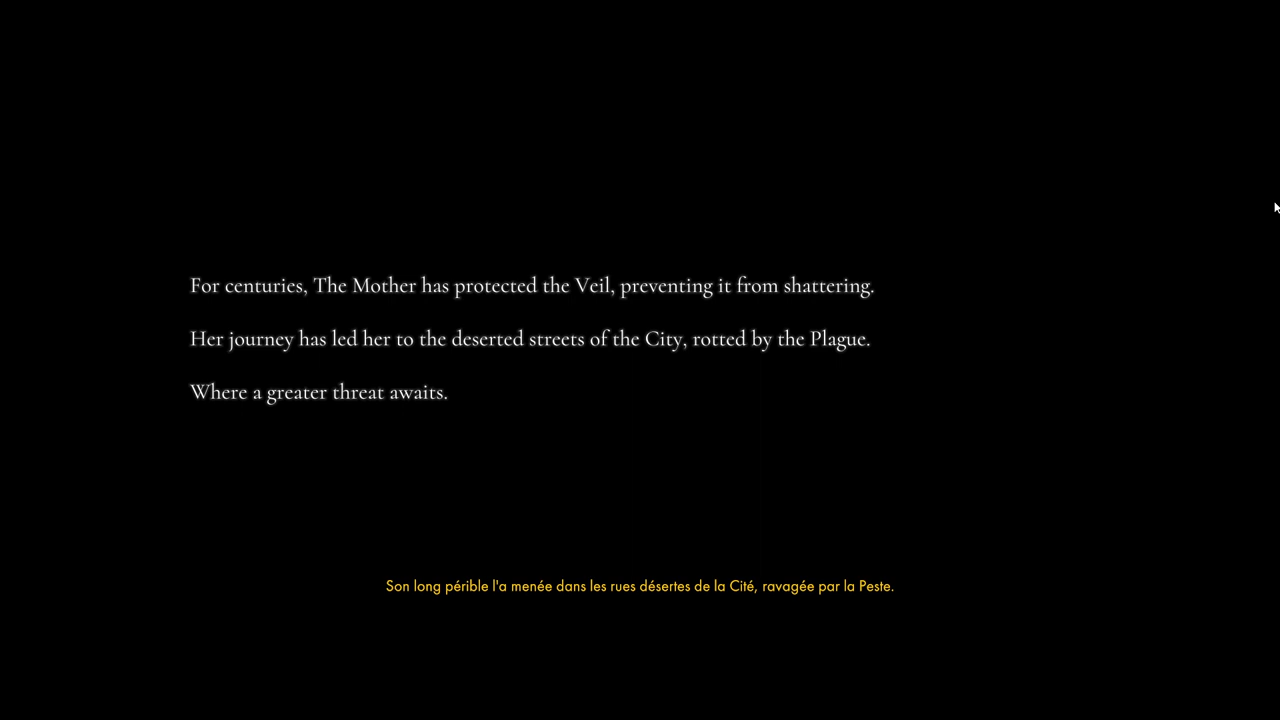 For centuries, The Mother has protected the Veil, preventing it from shattering.
Her journey has led her to the deserted streets of the City, rotted by the Plague.
Where a greater threat awaits.
Son long périble l'a menée dans les rues désertes de la Cité, ravagée par la Peste.